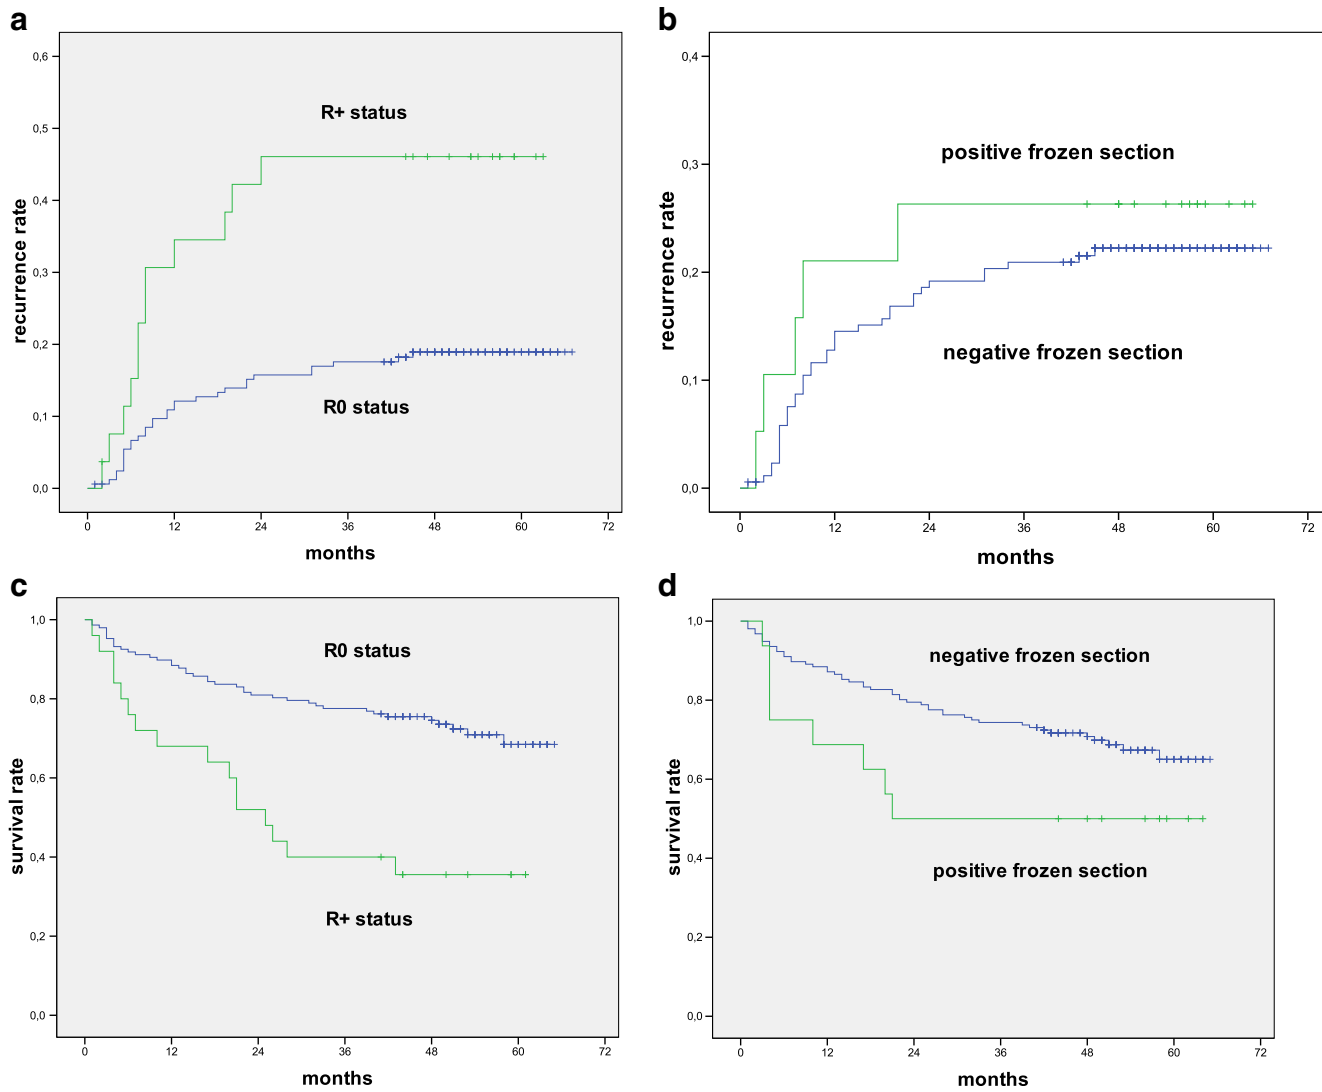 a
0,6
0,5
0,4
0,3
0,2
0,1
0,0
recurrence rate
R+ status
R0 status
0 12 24 36 48 60 72
months
b
0,4
0,3
0,2
0,1
0,0
recurrence rate
positive frozen section
negative frozen section
0 12 24 36 48 60 72
months
c
1,0
0,8
0,6
0,4
0,2
0,0
survival rate
R0 status
R+ status
0 12 24 36 48 60 72
months
d
1,0
0,8
0,6
0,4
0,2
0,0
survival rate
negative frozen section
positive frozen section
0 12 24 36 48 60 72
months